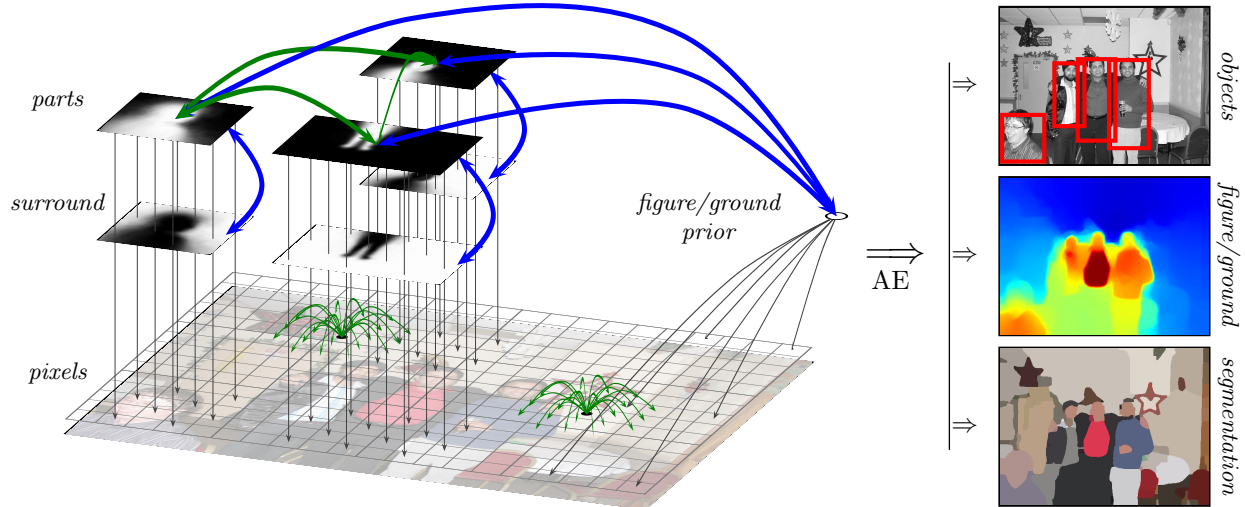 parts
surround
pixels
figure/ground
prior
AE
objects
figure/ground
segmentation